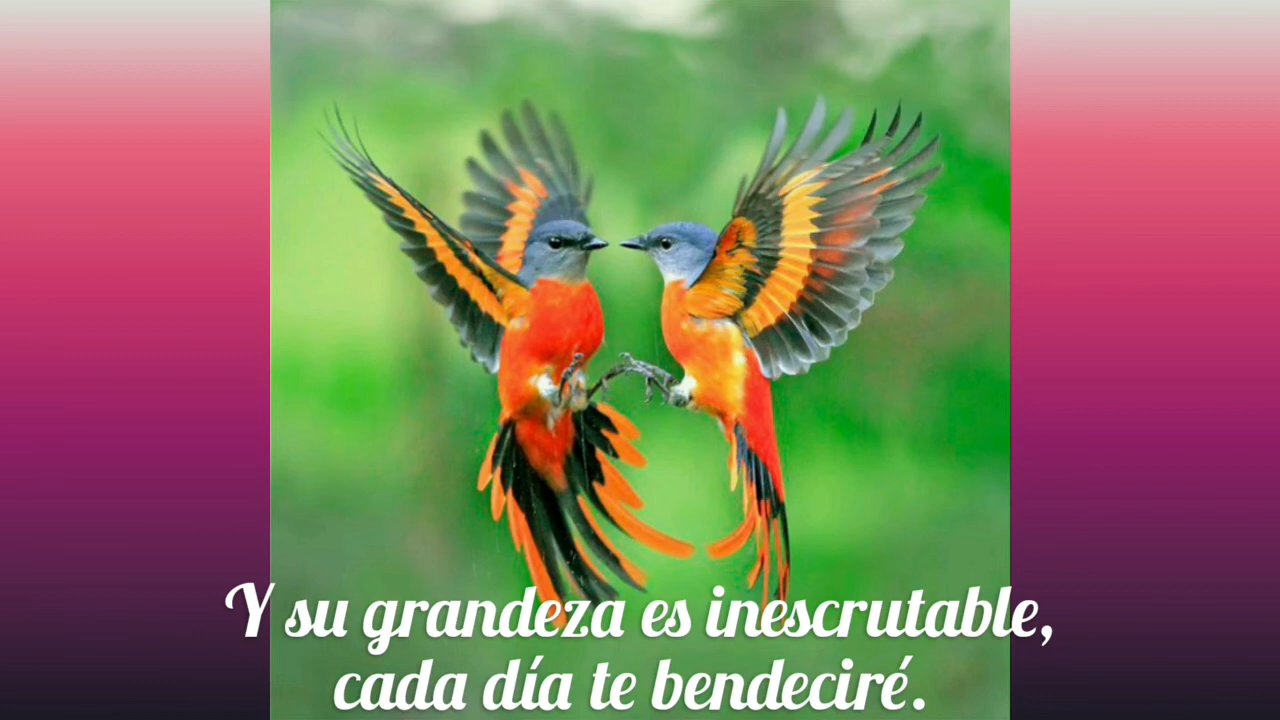 Y su grandeza es inescrutable,
cada día te bendeciré.